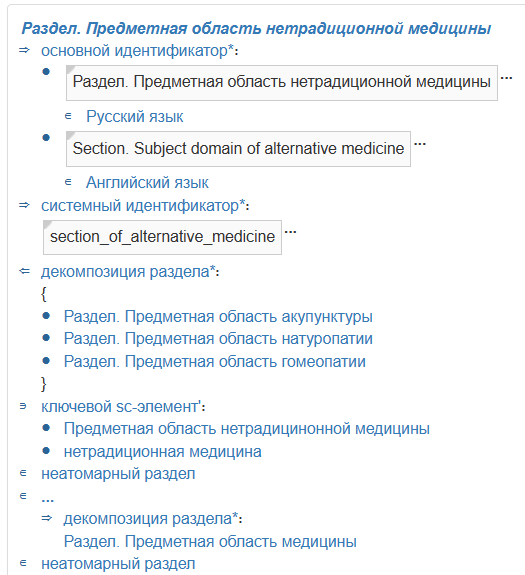 Раздел. Предметная область нетрадиционной медицины
⇒ основной идентификатор*:
● Раздел. Предметная область нетрадиционной медицины ...
∈ Русский язык
● Section. Subject domain of alternative medicine ...
∈ Английский язык
⇒ системный идентификатор*:
section_of_alternative_medicine ...
⇐ декомпозиция раздела*:
{
● Раздел. Предметная область акупунктуры
● Раздел. Предметная область натуропатии
● Раздел. Предметная область гомеопатии
}
∋ ключевой sc-элемент':
● Предметная область нетрадицинонной медицины
● нетрадиционная медицина
∈ неатомарный раздел
∈ ...
⇒ декомпозиция раздела*:
Раздел. Предметная область медицины
∈ неатомарный раздел